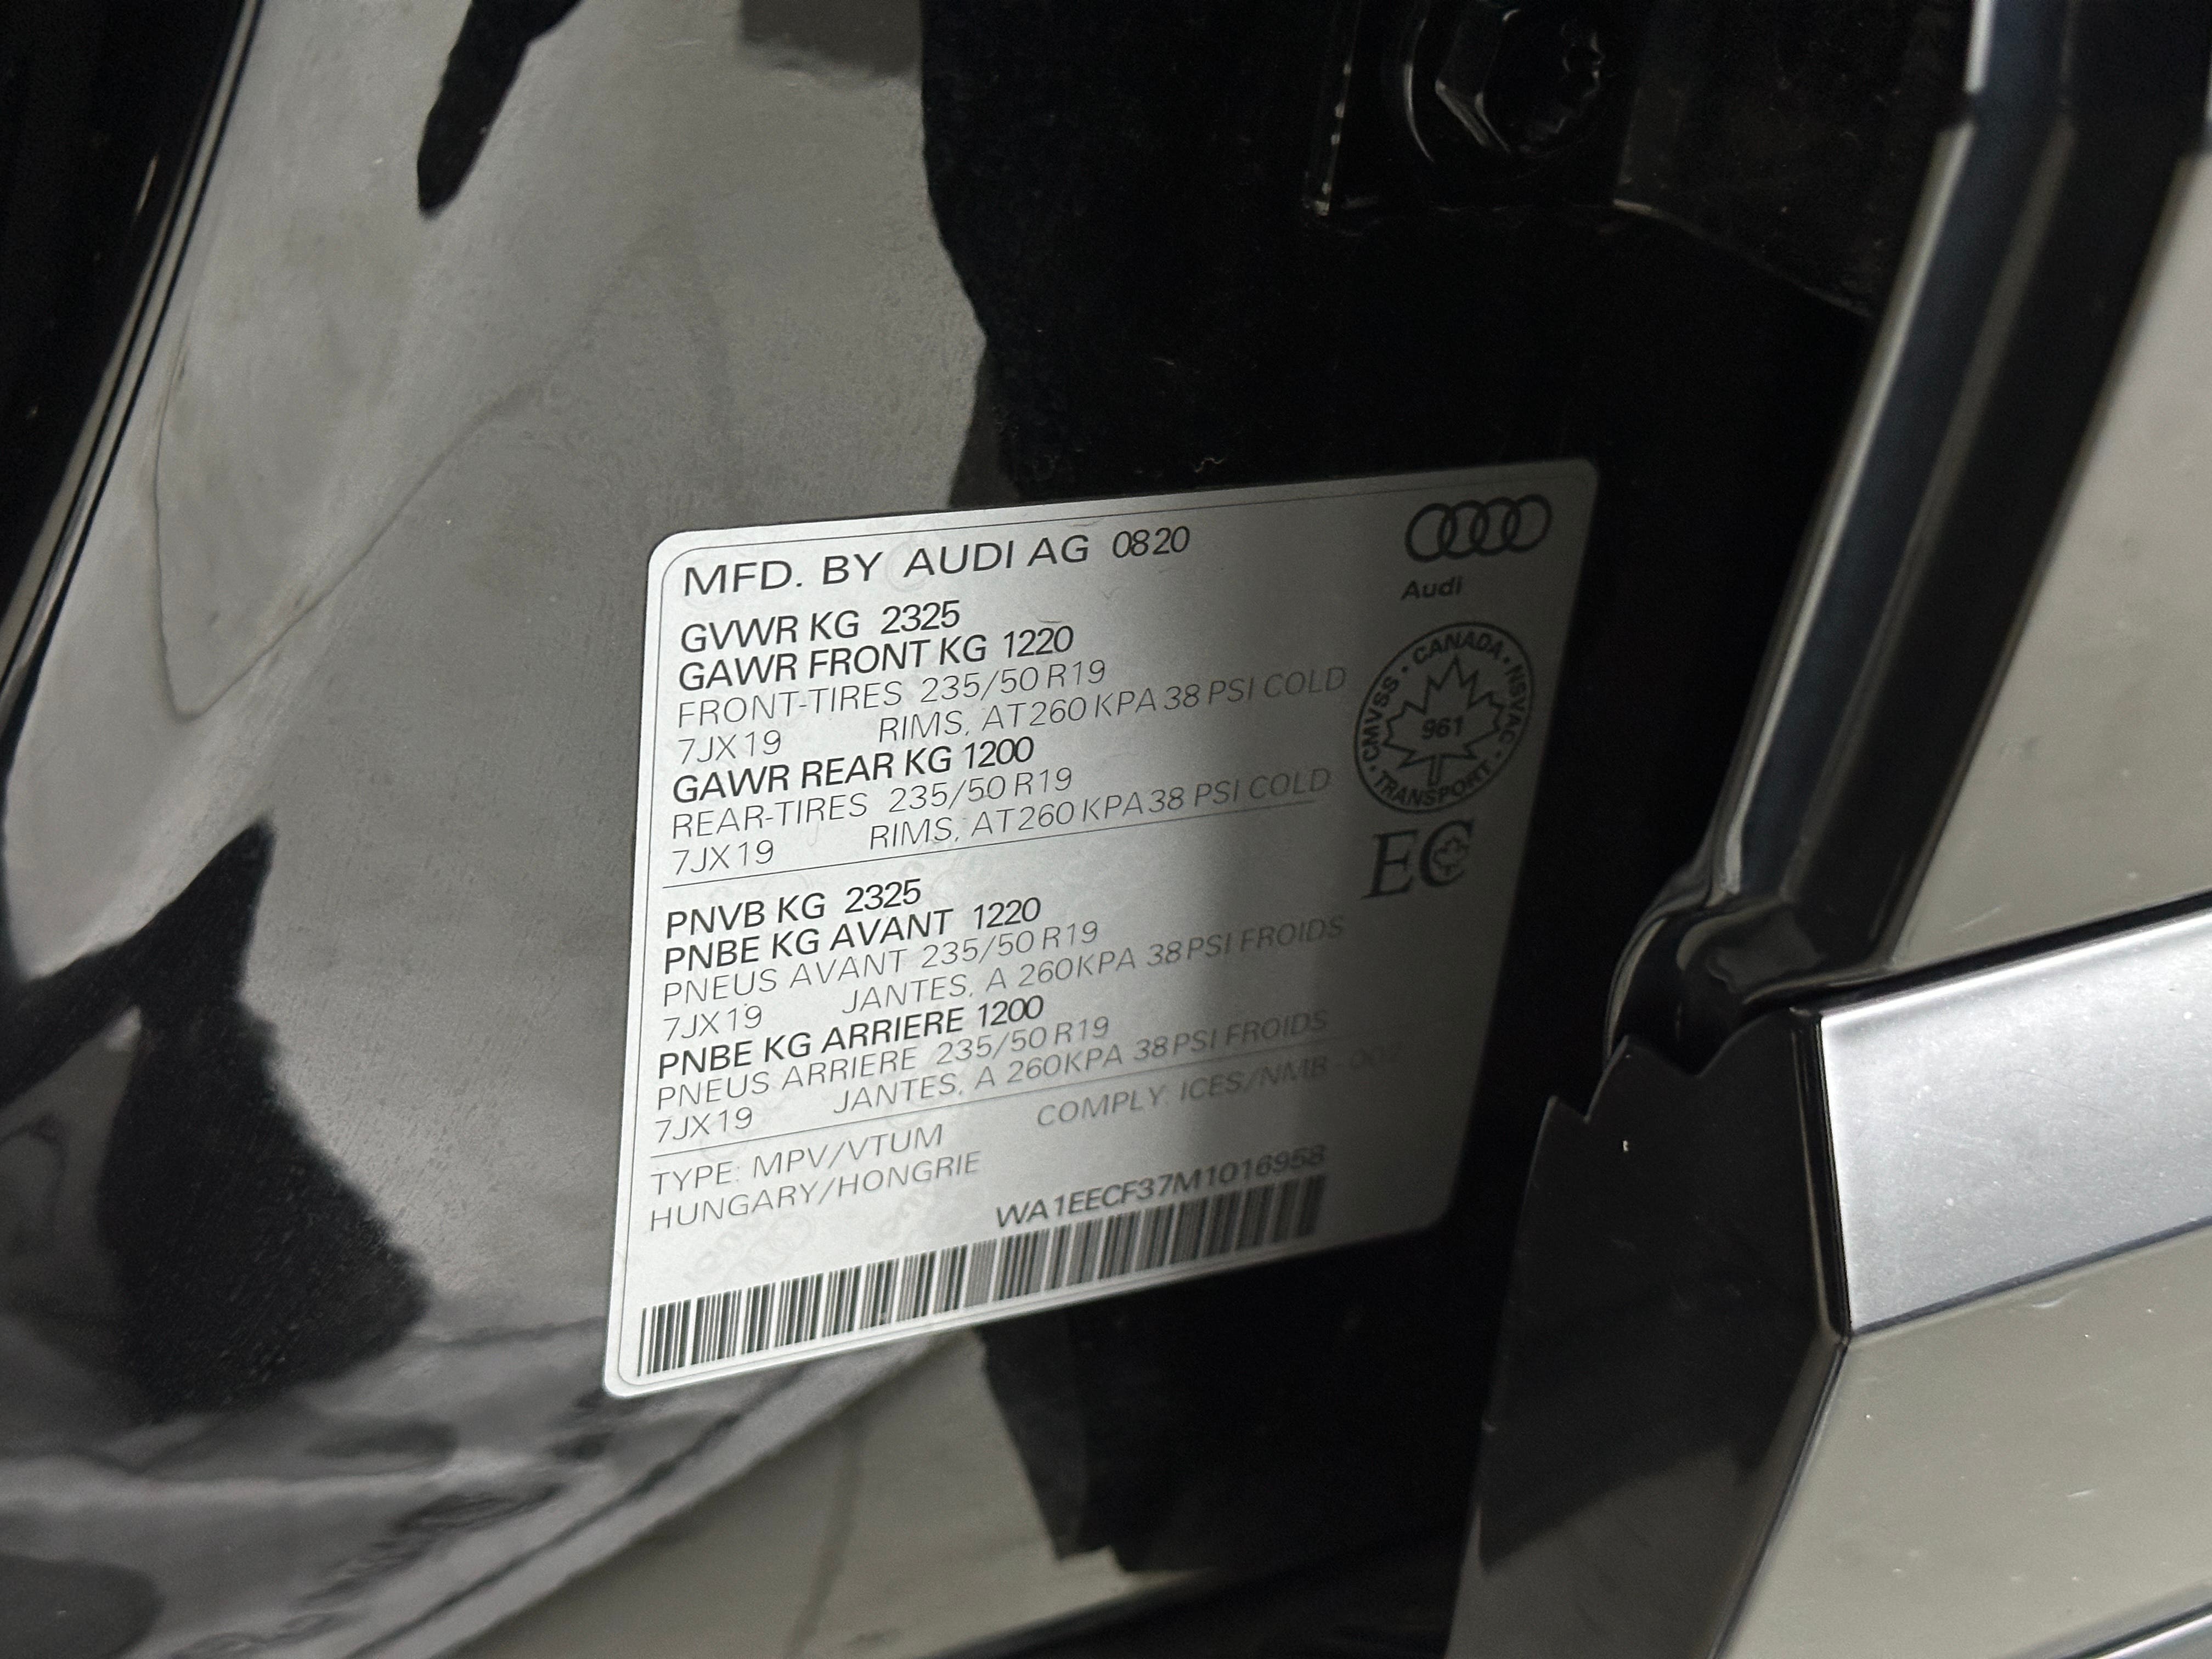 MFD. BY AUDI AG 0820
Audi
GVWR KG 2325
GAWR FRONT KG 1220
FRONT-TIRES 235/50 R19
7JX19 RIMS, AT 260 KPA 38 PSI COLD
GAWR REAR KG 1200
REAR-TIRES 235/50 R19
7JX19 RIMS, AT 260 KPA 38 PSI COLD
CANADA · NSVAC · TRANSPORT · CMVSS ·
961
EC
PNVB KG 2325
PNBE KG AVANT 1220
PNEUS AVANT 235/50 R19
7JX19 JANTES, A 260KPA 38 PSI FROIDS
PNBE KG ARRIERE 1200
PNEUS ARRIERE 235/50 R19
7JX19 JANTES, A 260KPA 38 PSI FROIDS
TYPE: MPV/VTUM COMPLY. ICES/NMB
HUNGARY/HONGRIE
WA1EECF37M1016958